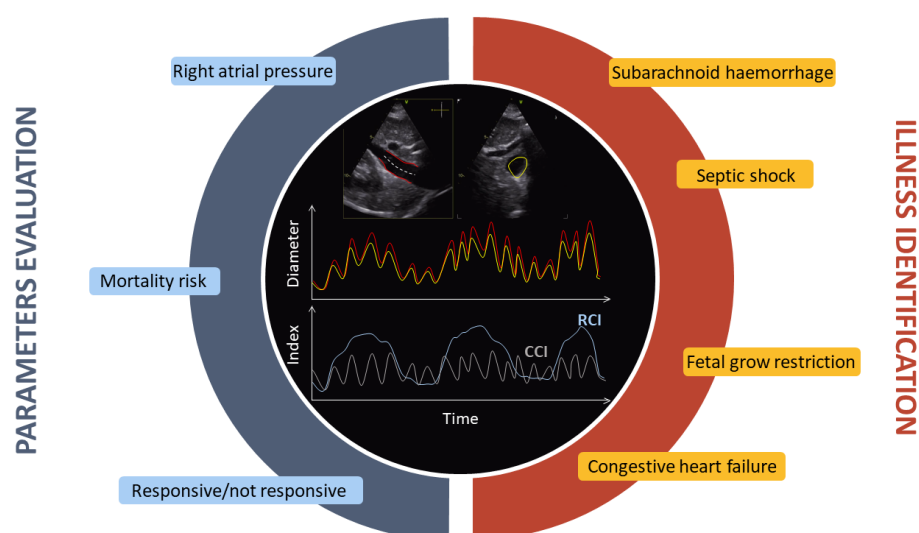 PARAMETERS EVALUATION
Right atrial pressure
Mortality risk
Responsive/not responsive
Diameter
Index
RCI
CCI
Time
Subarachnoid haemorrhage
Septic shock
Fetal grow restriction
Congestive heart failure
ILLNESS IDENTIFICATION